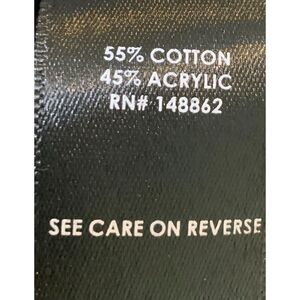 55% COTTON
45% ACRYLIC
RN# 148862
SEE CARE ON REVERSE